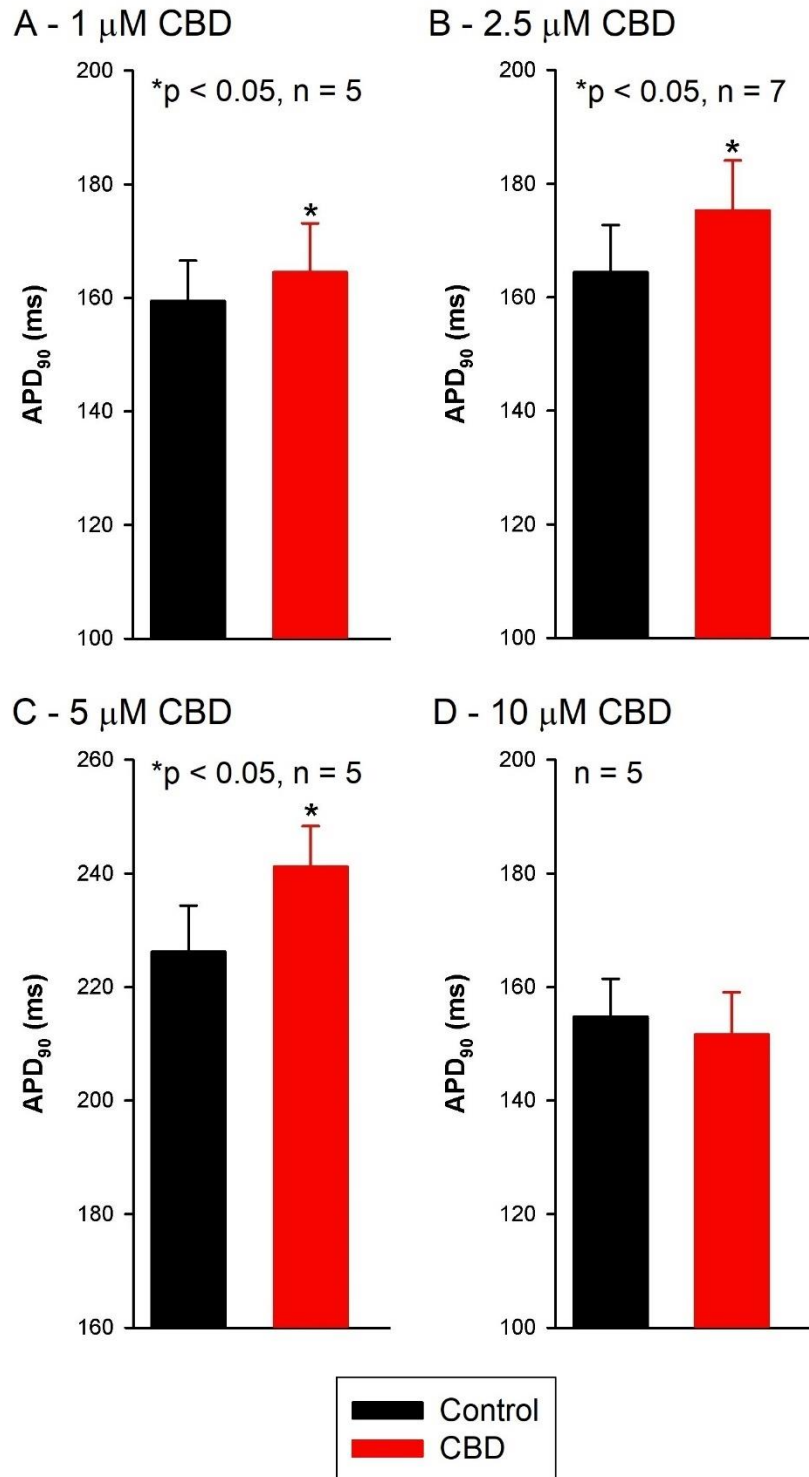 A - 1 μM CBD
200
180
160
140
120
100
APD90 (ms)
*p < 0.05, n = 5
*
B - 2.5 μM CBD
200
180
160
140
120
100
APD90 (ms)
*p < 0.05, n = 7
*
C - 5 μM CBD
260
240
220
200
180
160
APD90 (ms)
*p < 0.05, n = 5
*
D - 10 μM CBD
200
180
160
140
120
100
APD90 (ms)
n = 5
Control
CBD